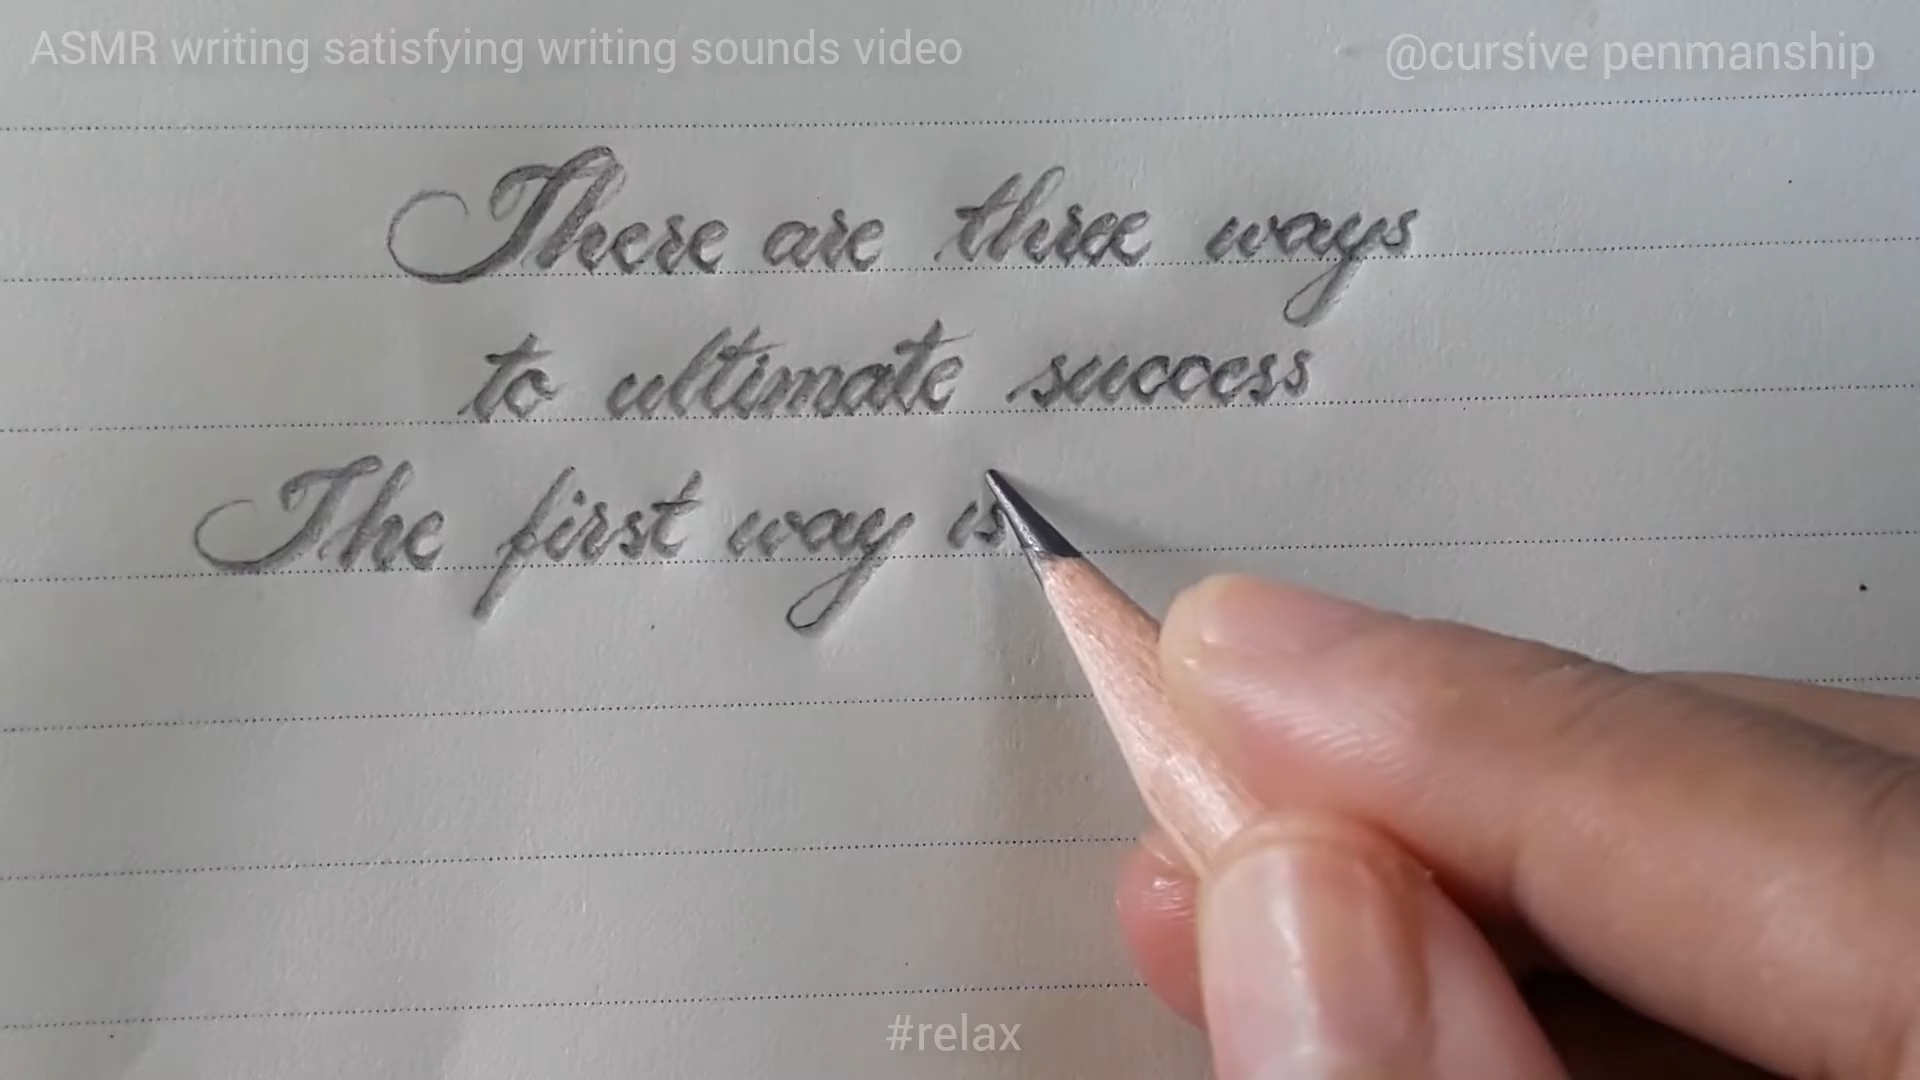 ASMR writing satisfying writing sounds video
@cursive penmanship
There are three ways
to ultimate success
The first way is
#relax